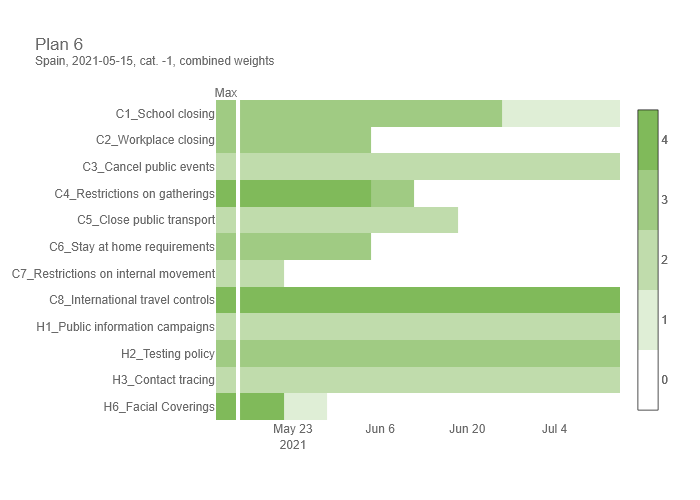 Plan 6
Spain, 2021-05-15, cat. -1, combined weights
Max
C1_School closing
C2_Workplace closing
C3_Cancel public events
C4_Restrictions on gatherings
C5_Close public transport
C6_Stay at home requirements
C7_Restrictions on internal movement
C8_International travel controls
H1_Public information campaigns
H2_Testing policy
H3_Contact tracing
H6_Facial Coverings
May 23 Jun 6 Jun 20 Jul 4
2021
4
3
2
1
0